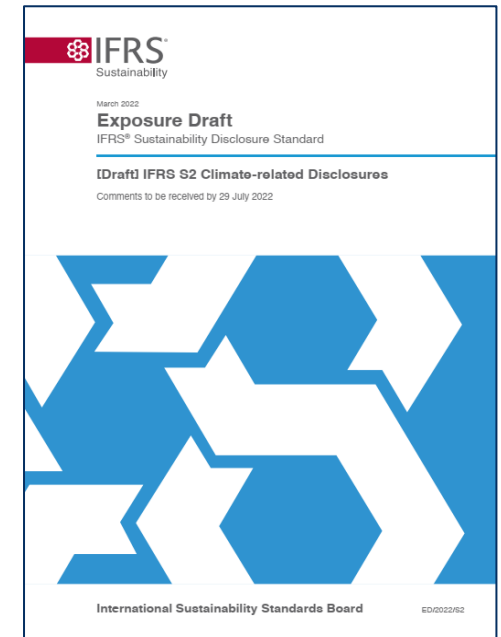 IFRS®
Sustainability
March 2022
Exposure Draft
IFRS® Sustainability Disclosure Standard
[Draft] IFRS S2 Climate-related Disclosures
Comments to be received by 29 July 2022
International Sustainability Standards Board ED/2022/S2